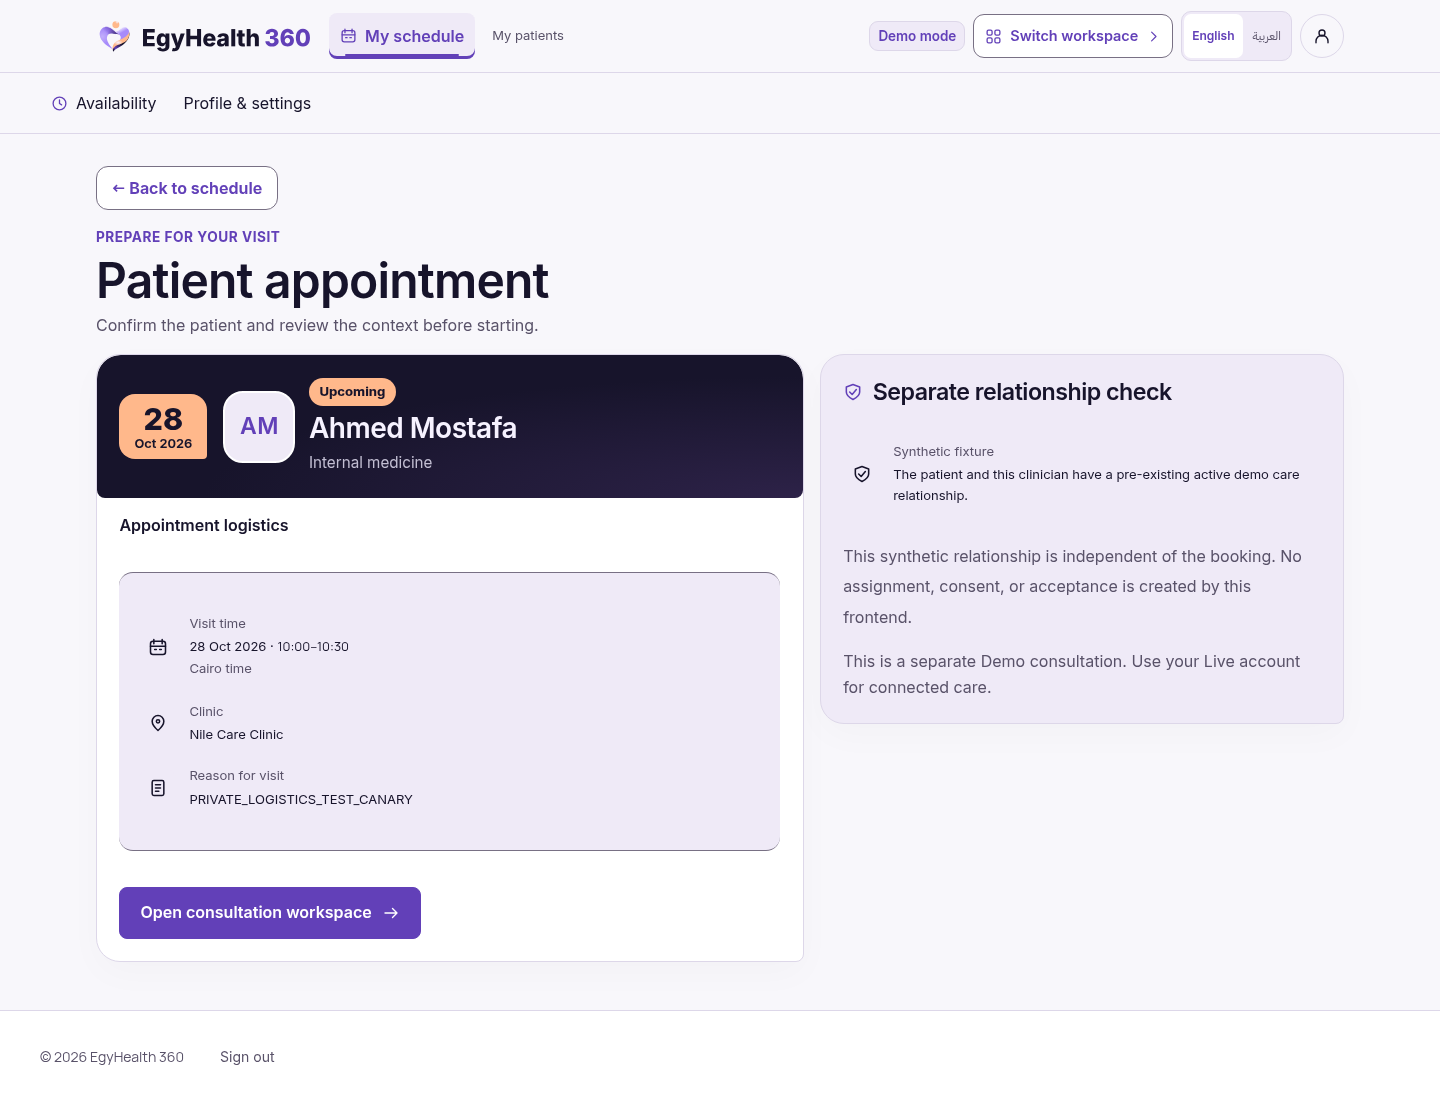 EgyHealth 360
My schedule
My patients
Demo mode
Switch workspace
English
العربية
Availability
Profile & settings
← Back to schedule
PREPARE FOR YOUR VISIT
Patient appointment
Confirm the patient and review the context before starting.
28
Oct 2026
AM
Upcoming
Ahmed Mostafa
Internal medicine
Appointment logistics
Visit time
28 Oct 2026 · 10:00–10:30
Cairo time
Clinic
Nile Care Clinic
Reason for visit
PRIVATE_LOGISTICS_TEST_CANARY
Open consultation workspace →
Separate relationship check
Synthetic fixture
The patient and this clinician have a pre-existing active demo care
relationship.
This synthetic relationship is independent of the booking. No
assignment, consent, or acceptance is created by this
frontend.
This is a separate Demo consultation. Use your Live account
for connected care.
© 2026 EgyHealth 360
Sign out